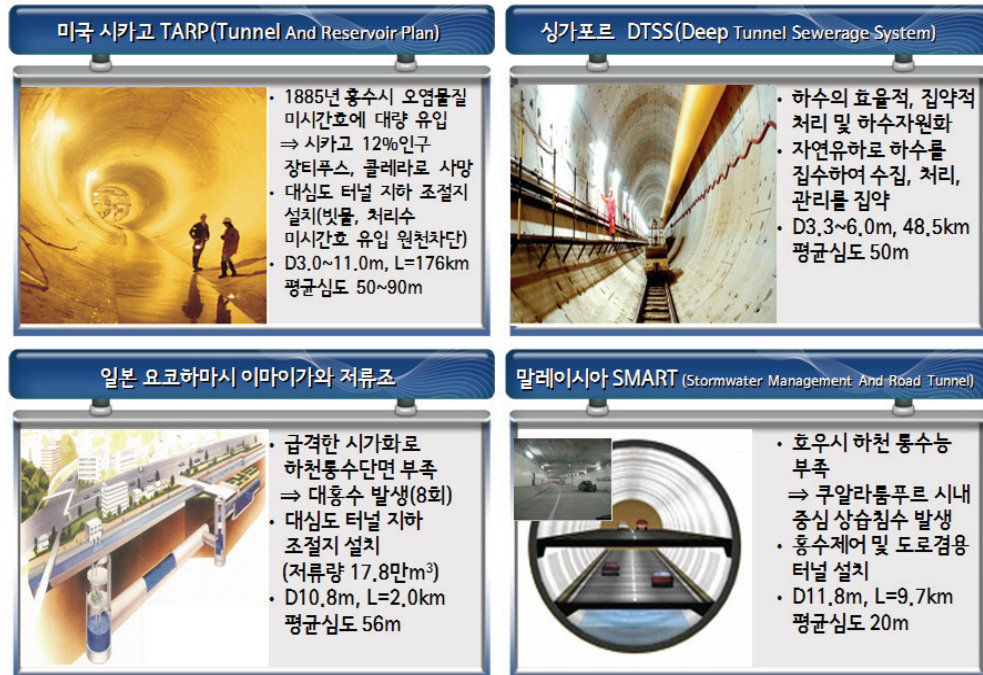 미국 시카고 TARP(Tunnel And Reservoir Plan)
• 1885년 홍수시 오염물질
미시간호에 대량 유입
⇒ 시카고 12%인구
장티푸스, 콜레라로 사망
• 대심도 터널 지하 조절지
설치(빗물, 처리수
미시간호 유입 원천차단)
• D3.0~11.0m, L=176km
평균심도 50~90m
싱가포르 DTSS(Deep Tunnel Sewerage System)
• 하수의 효율적, 집약적
처리 및 하수자원화
• 자연유하로 하수를
집수하여 수집, 처리,
관리를 집약
• D3.3~6.0m, 48.5km
평균심도 50m
일본 요코하마시 이마이가와 저류조
• 급격한 시가화로
하천통수단면 부족
⇒ 대홍수 발생(8회)
• 대심도 터널 지하
조절지 설치
(저류량 17.8만m³)
• D10.8m, L=2.0km
평균심도 56m
말레이시아 SMART (Stormwater Management And Road Tunnel)
• 호우시 하천 통수능
부족
⇒ 쿠알라룸푸르 시내
중심 상습침수 발생
• 홍수제어 및 도로겸용
터널 설치
• D11.8m, L=9.7km
평균심도 20m